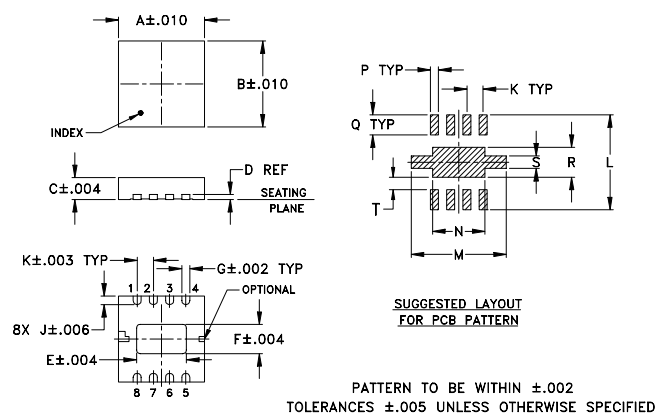 A±.010
B±.010
INDEX
D REF
C±.004
SEATING
PLANE
K±.003 TYP
G±.002 TYP
1 2 3 4
OPTIONAL
8X J±.006
F±.004
E±.004
8 7 6 5
P TYP
K TYP
Q TYP
S
R
L
T
N
M
SUGGESTED LAYOUT
FOR PCB PATTERN
PATTERN TO BE WITHIN ±.002
TOLERANCES ±.005 UNLESS OTHERWISE SPECIFIED